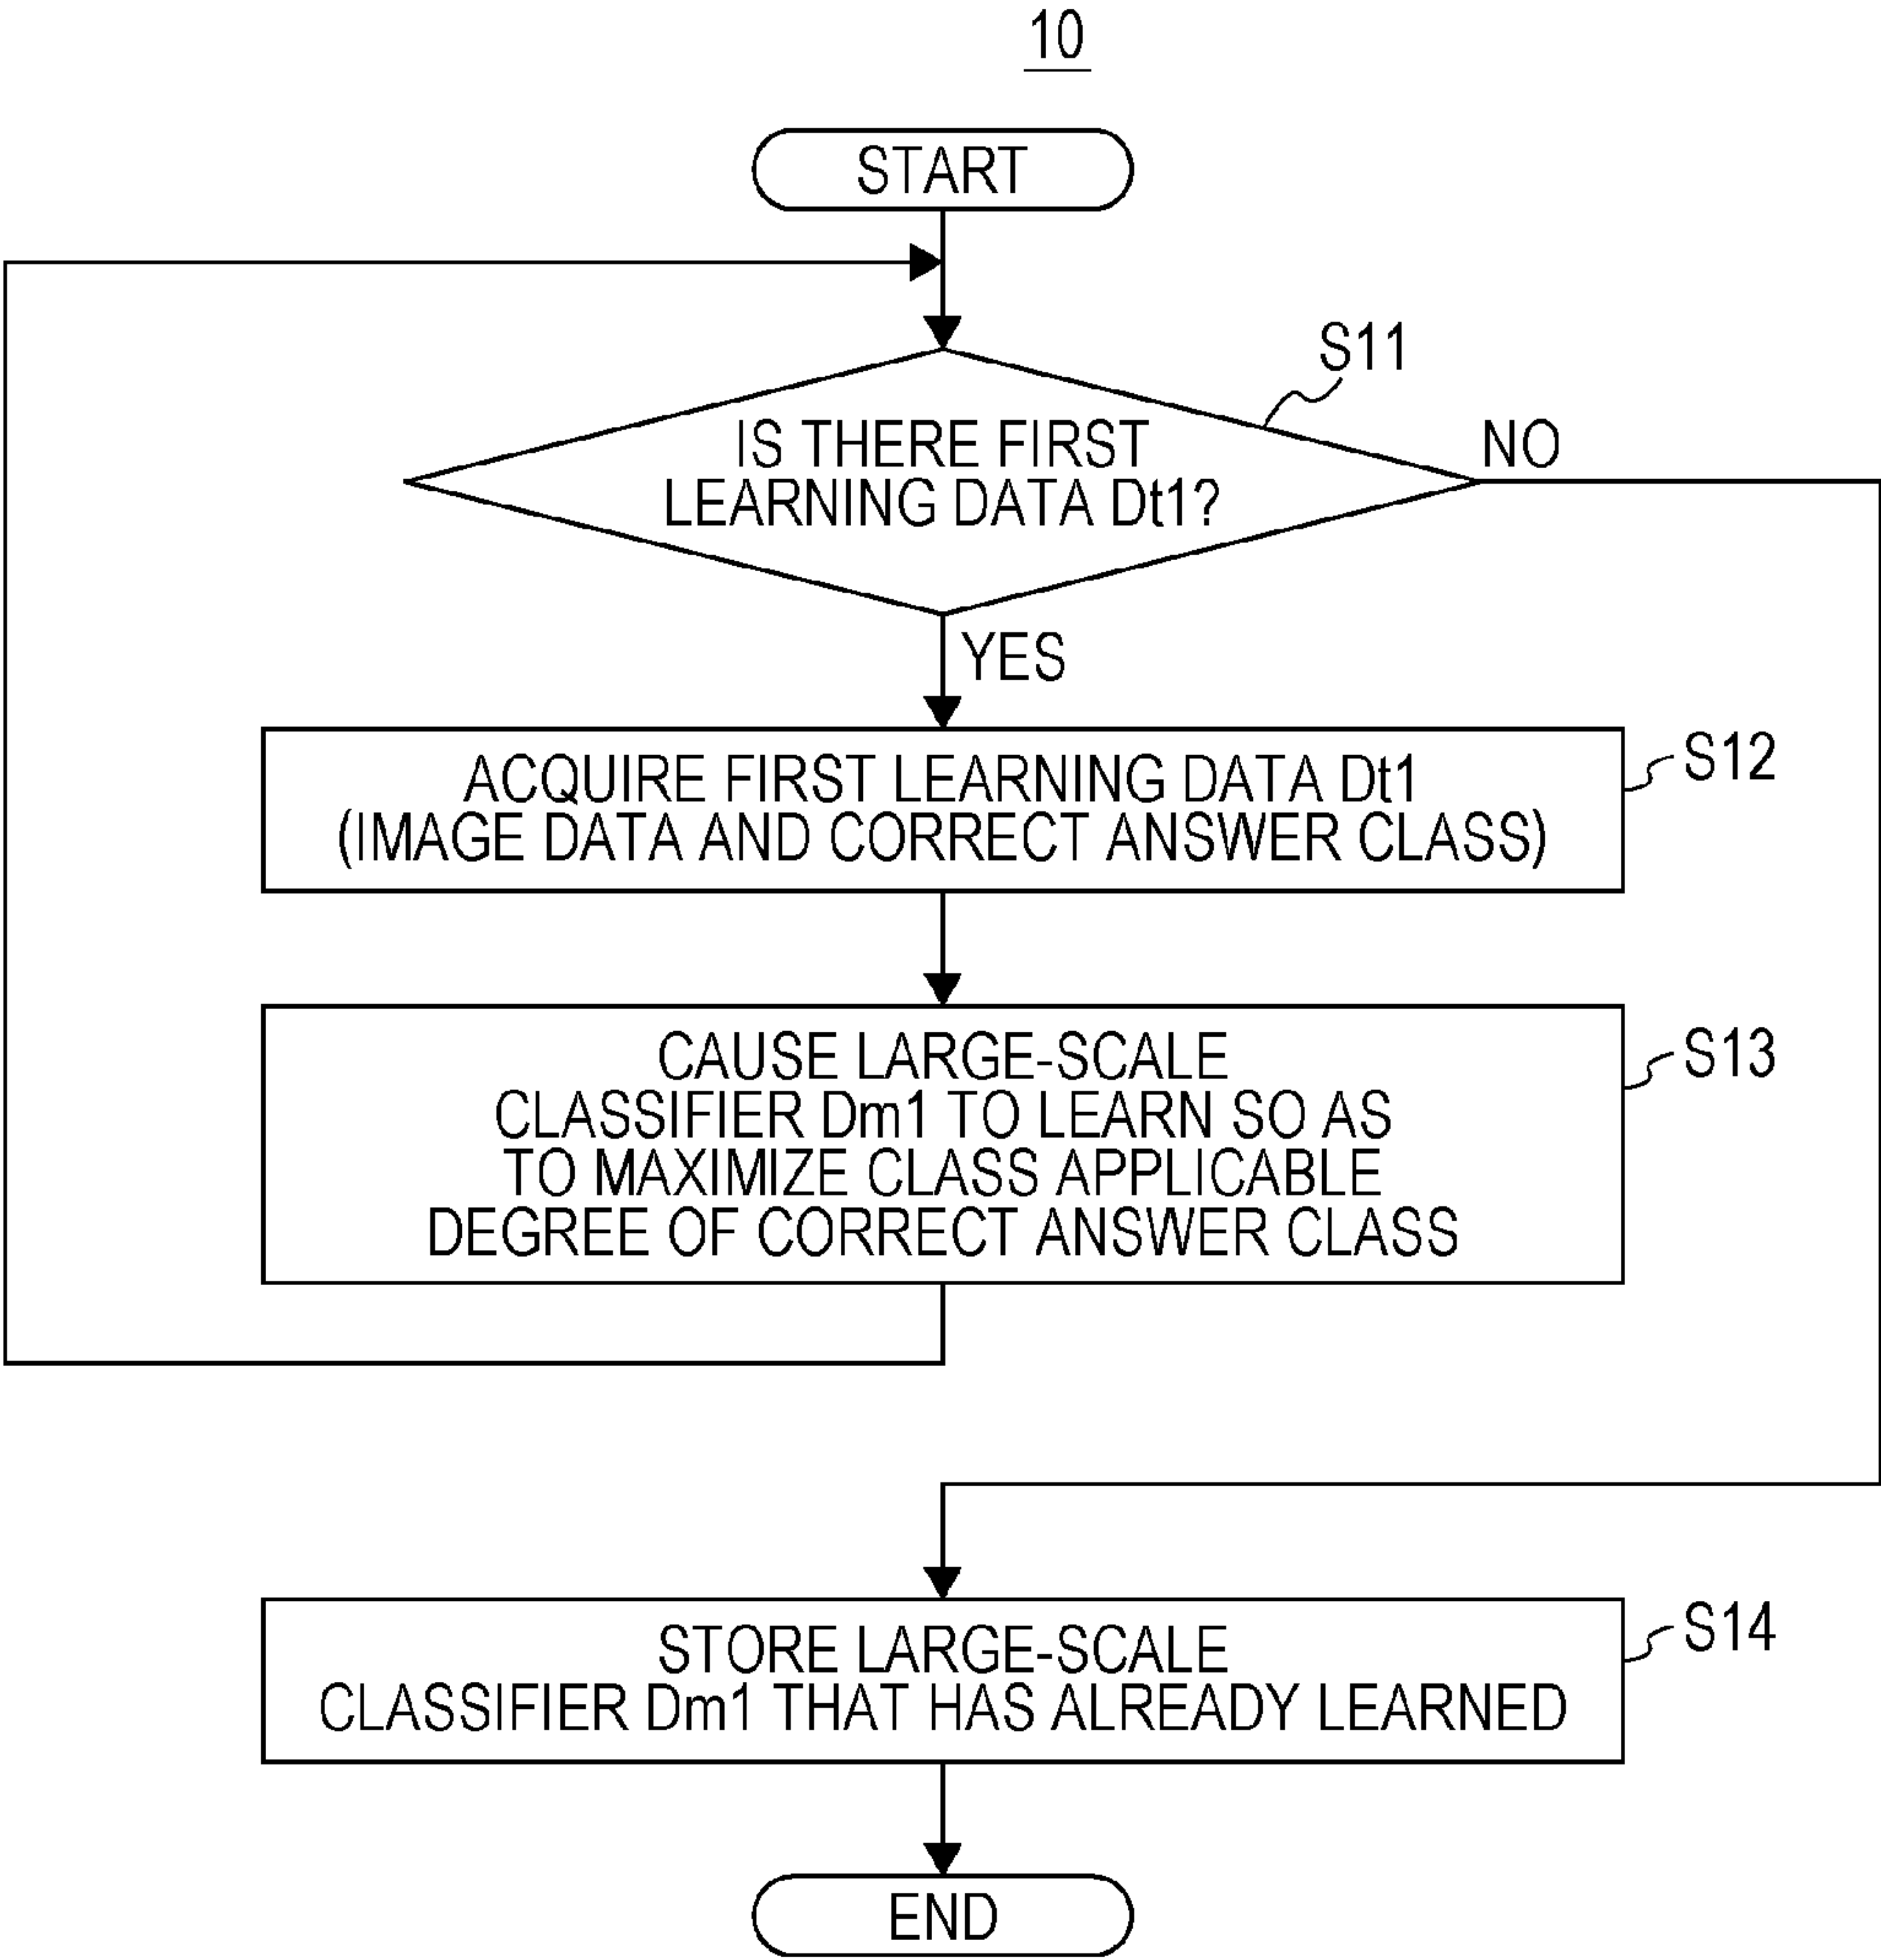 10
START
S11
IS THERE FIRST
LEARNING DATA Dt1?
NO
YES
ACQUIRE FIRST LEARNING DATA Dt1
(IMAGE DATA AND CORRECT ANSWER CLASS)
S12
CAUSE LARGE-SCALE
CLASSIFIER Dm1 TO LEARN SO AS
TO MAXIMIZE CLASS APPLICABLE
DEGREE OF CORRECT ANSWER CLASS
S13
STORE LARGE-SCALE
CLASSIFIER Dm1 THAT HAS ALREADY LEARNED
S14
END